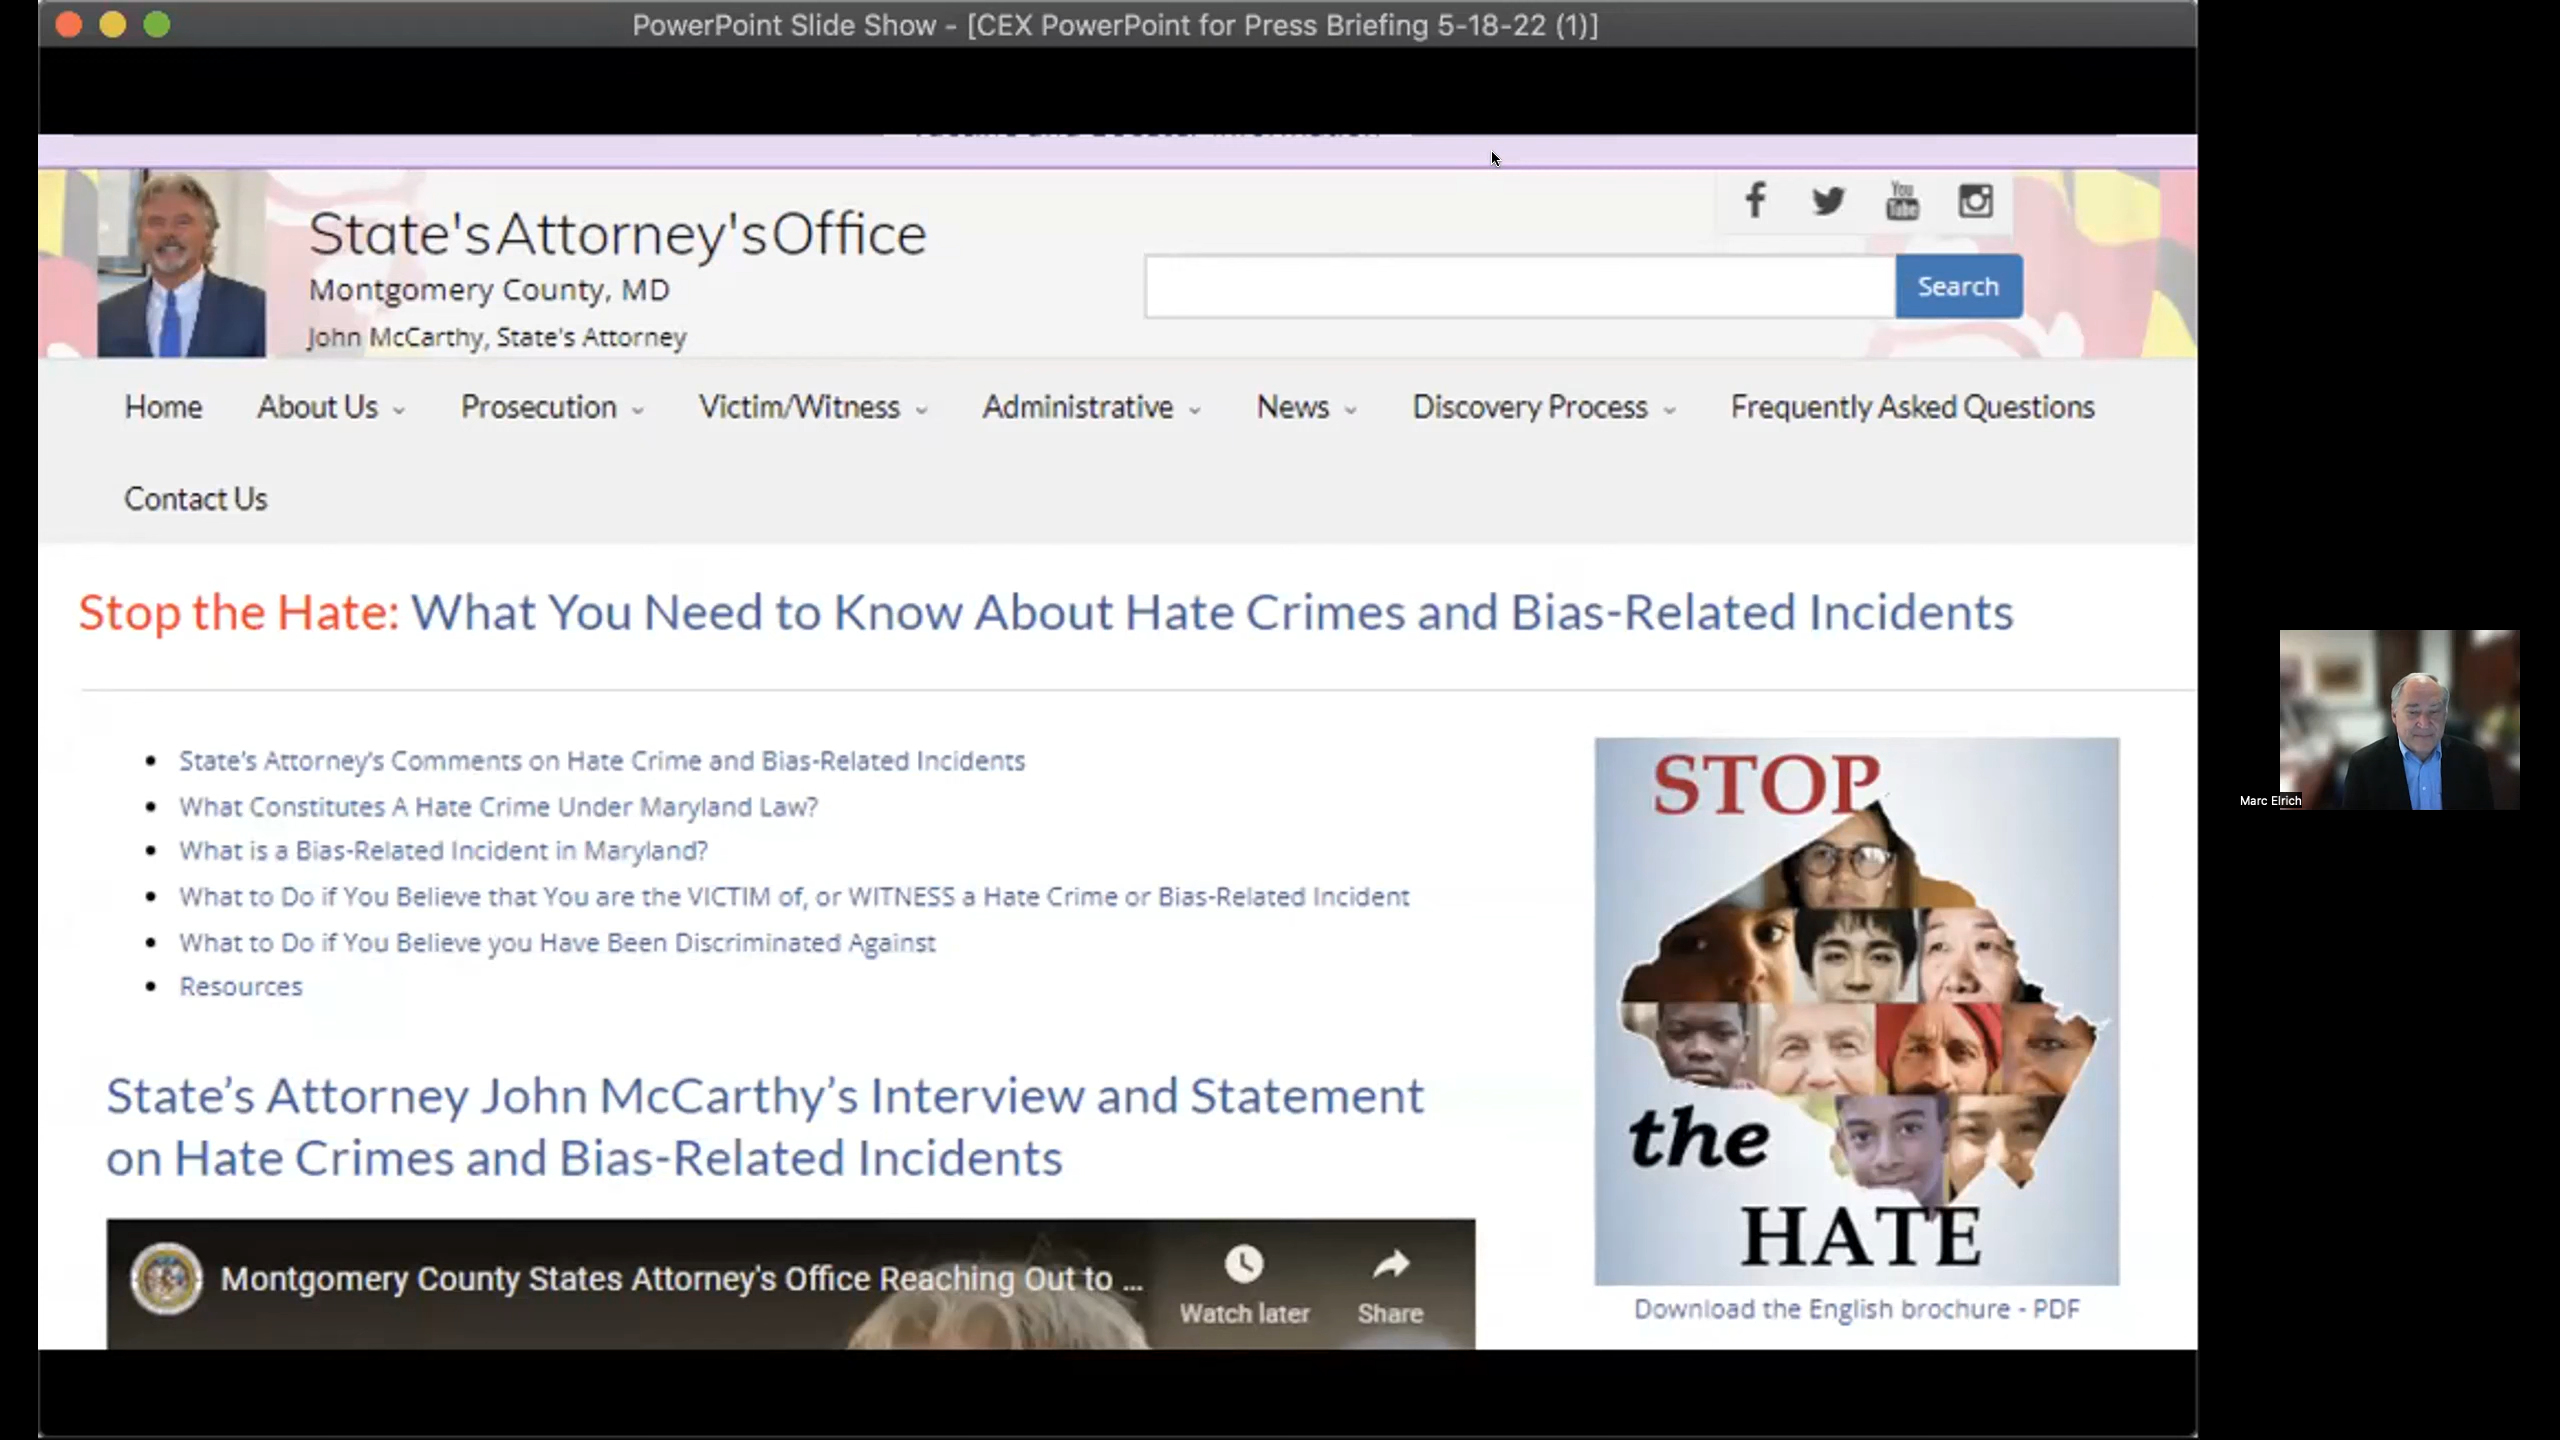 PowerPoint Slide Show - [CEX PowerPoint for Press Briefing 5-18-22 (1)]
State's Attorney's Office
Montgomery County, MD
John McCarthy, State's Attorney
You
Tube
Search
Home
About Us
Prosecution
Victim/Witness
Administrative
News
Discovery Process
Frequently Asked Questions
Contact Us
Stop the Hate: What You Need to Know About Hate Crimes and Bias-Related Incidents
State's Attorney's Comments on Hate Crime and Bias-Related Incidents
What Constitutes A Hate Crime Under Maryland Law?
What is a Bias-Related Incident in Maryland?
What to Do if You Believe that You are the VICTIM of, or WITNESS a Hate Crime or Bias-Related Incident
What to Do if You Believe you Have Been Discriminated Against
Resources
State’s Attorney John McCarthy’s Interview and Statement
on Hate Crimes and Bias-Related Incidents
Montgomery County States Attorney's Office Reaching Out to ...
Watch later
Share
STOP
the
HATE
Download the English brochure - PDF
Marc Elrich